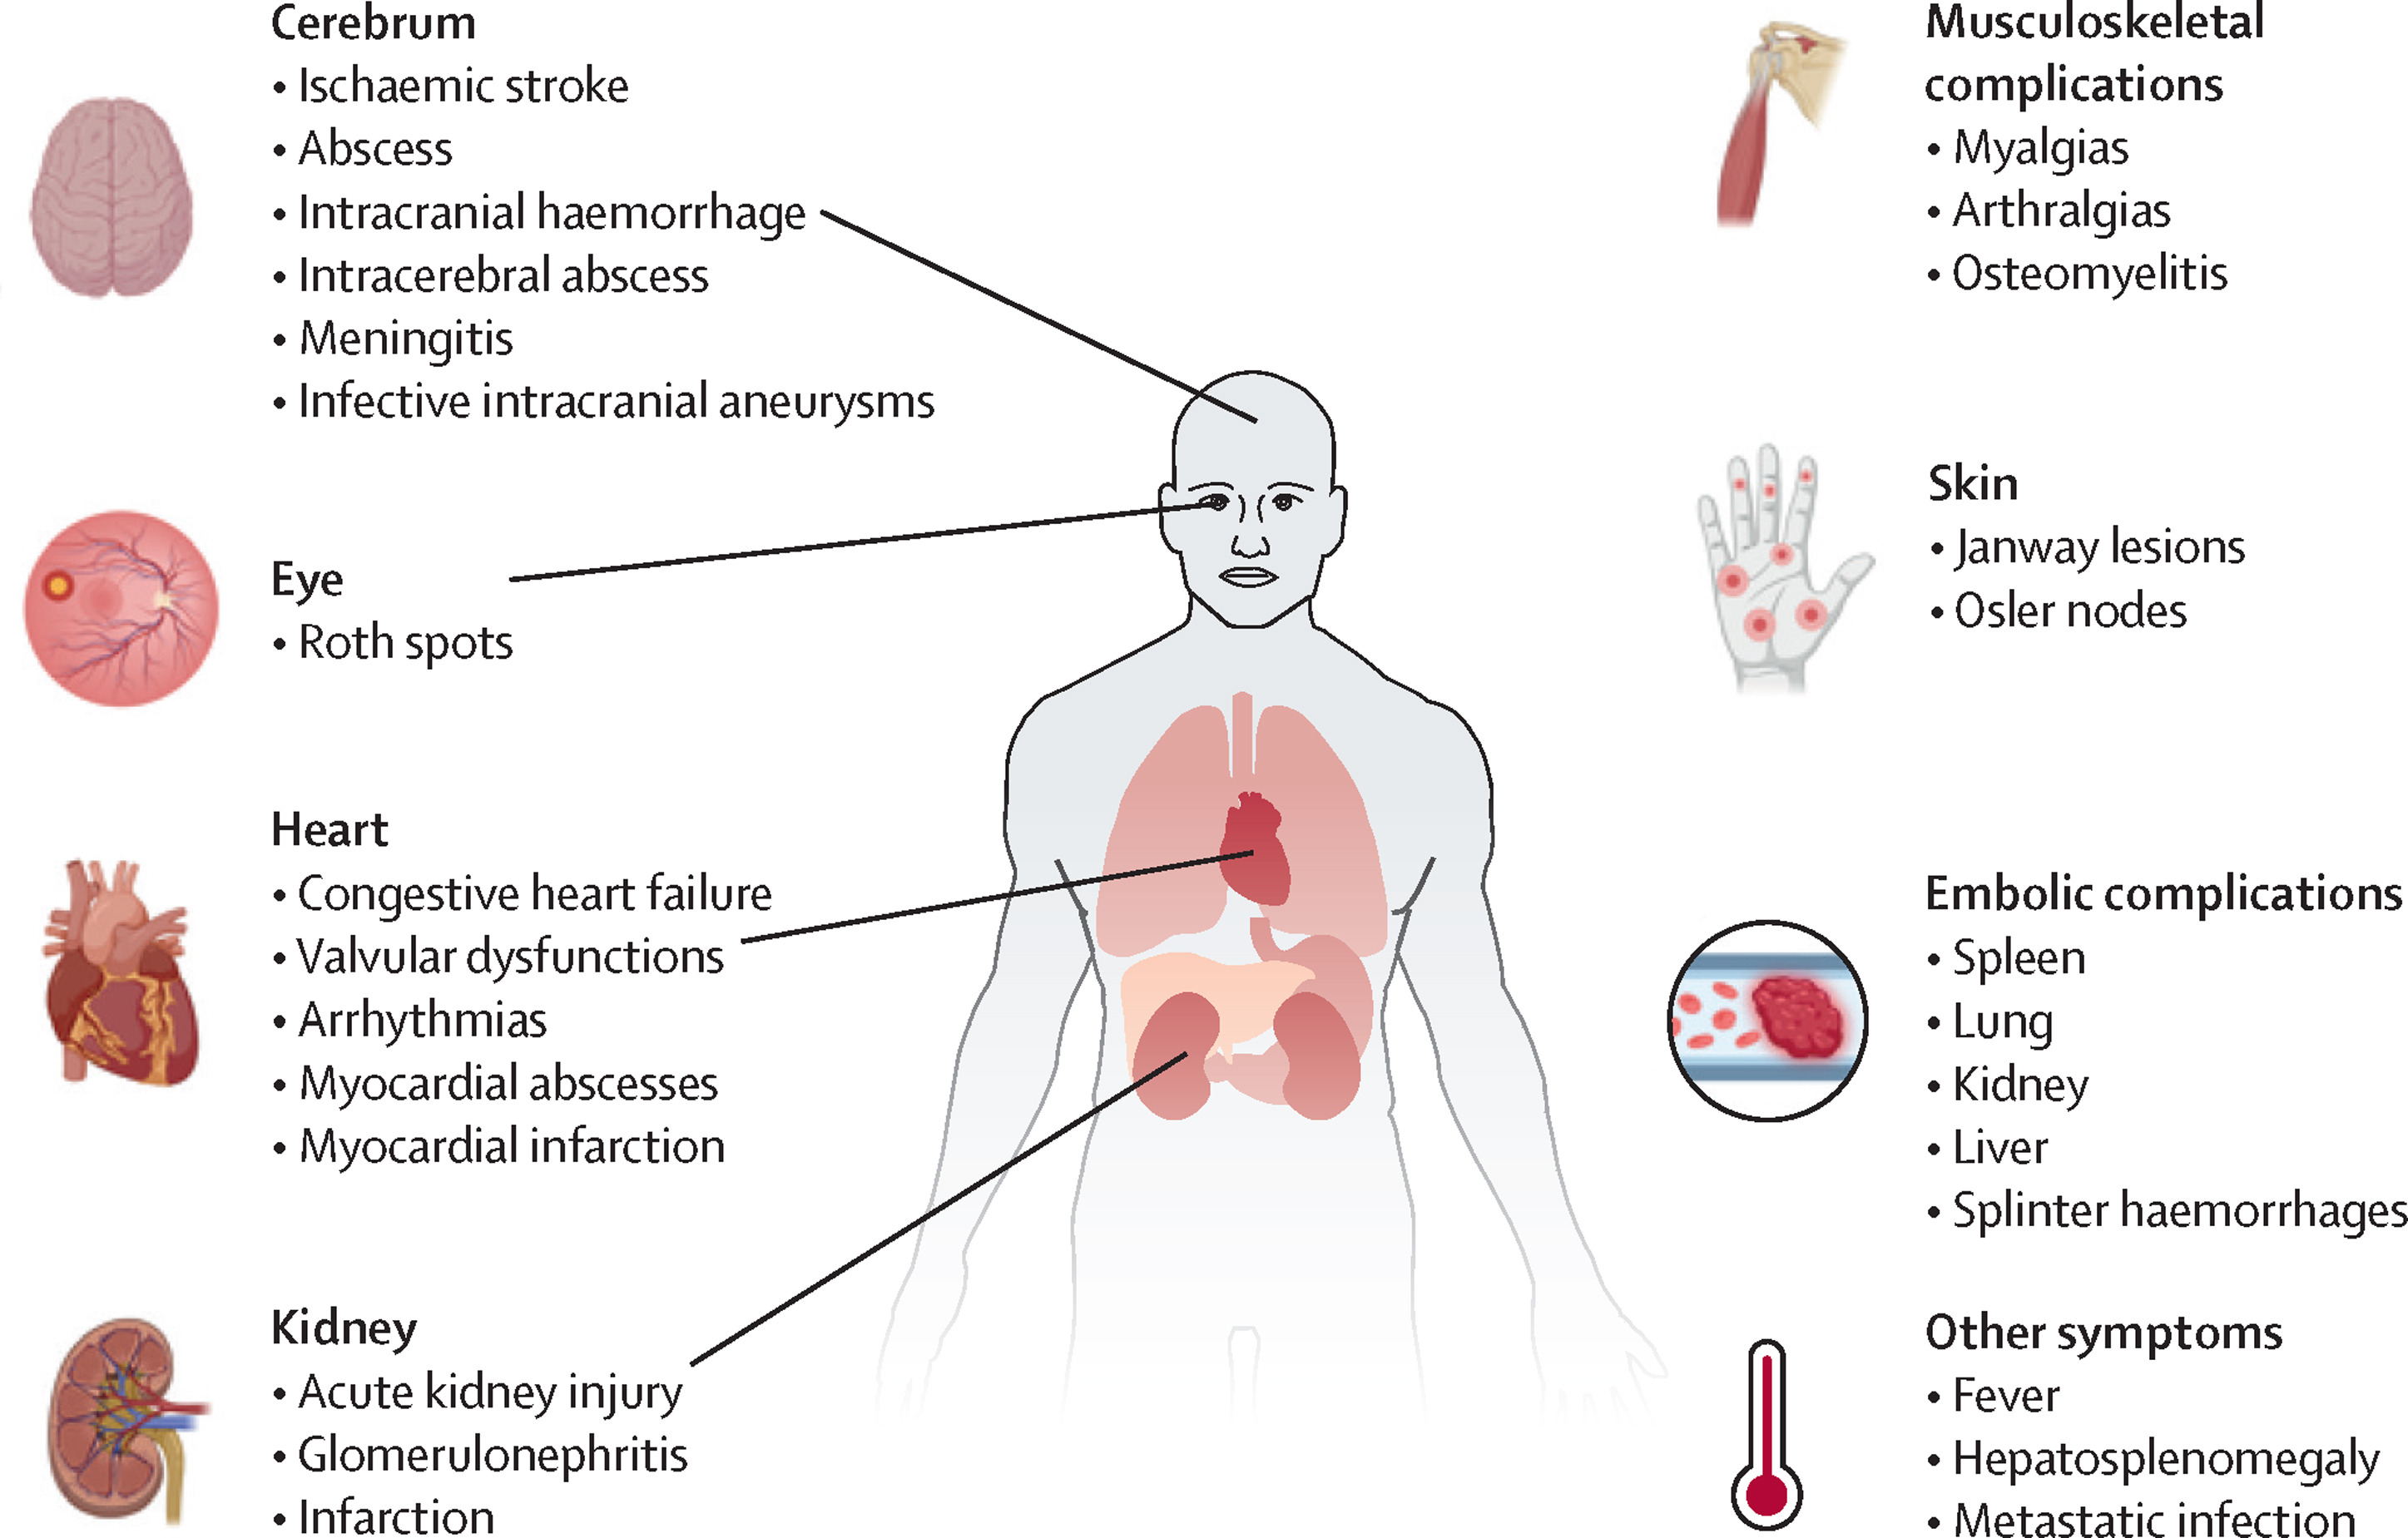 Cerebrum
• Ischaemic stroke
• Abscess
• Intracranial haemorrhage
• Intracerebral abscess
• Meningitis
• Infective intracranial aneurysms
Eye
• Roth spots
Heart
• Congestive heart failure
• Valvular dysfunctions
• Arrhythmias
• Myocardial abscesses
• Myocardial infarction
Kidney
• Acute kidney injury
• Glomerulonephritis
• Infarction
Musculoskeletal
complications
• Myalgias
• Arthralgias
• Osteomyelitis
Skin
• Janway lesions
• Osler nodes
Embolic complications
• Spleen
• Lung
• Kidney
• Liver
• Splinter haemorrhages
Other symptoms
• Fever
• Hepatosplenomegaly
• Metastatic infection